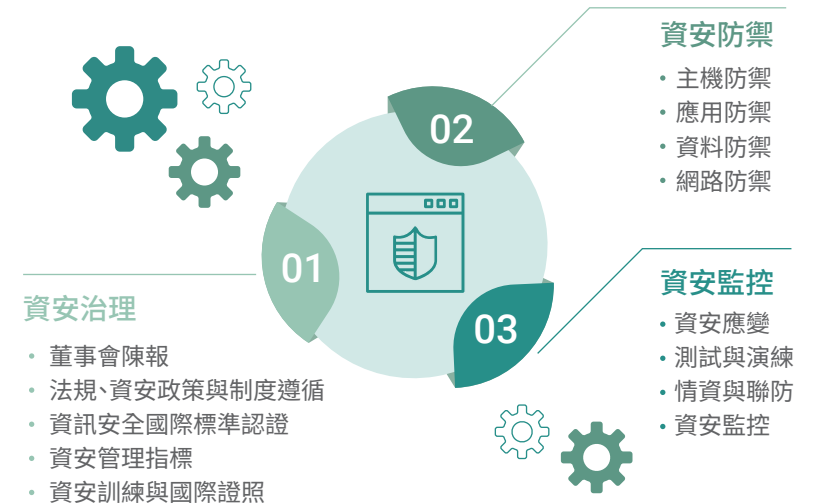 01
資安治理
• 董事會陳報
• 法規、資安政策與制度遵循
• 資訊安全國際標準認證
• 資安管理指標
• 資安訓練與國際證照
02
資安防禦
• 主機防禦
• 應用防禦
• 資料防禦
• 網路防禦
03
資安監控
• 資安應變
• 測試與演練
• 情資與聯防
• 資安監控